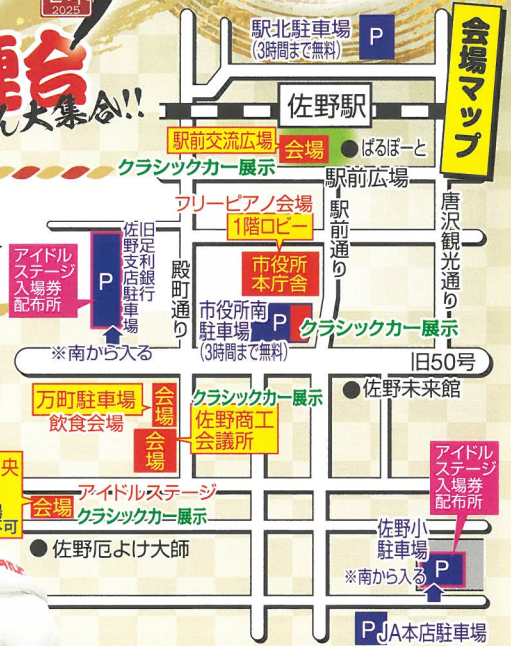 2025
台
ん大集合!!
会場マップ
駅北駐車場
(3時間まで無料)
P
佐野駅
駅前交流広場
会場
ぱるぽーと
クラシックカー展示
駅前広場
フリーピアノ会場
1階ロビー
駅前通り
唐沢観光通り
アイドル
ステージ
入場券
配布所
P
旧足利銀行
佐野支店駐車場
殿町通り
市役所
本庁舎
市役所南
駐車場
(3時間まで無料)
P
クラシックカー展示
※南から入る
旧50号
佐野未来館
万町駐車場
飲食会場
会場
クラシックカー展示
佐野商工
会議所
会場
アイドル
ステージ
入場券
配布所
央
可
会場
アイドルステージ
クラシックカー展示
佐野厄よけ大師
佐野小
駐車場
※南から入る
P
P
JA本店駐車場